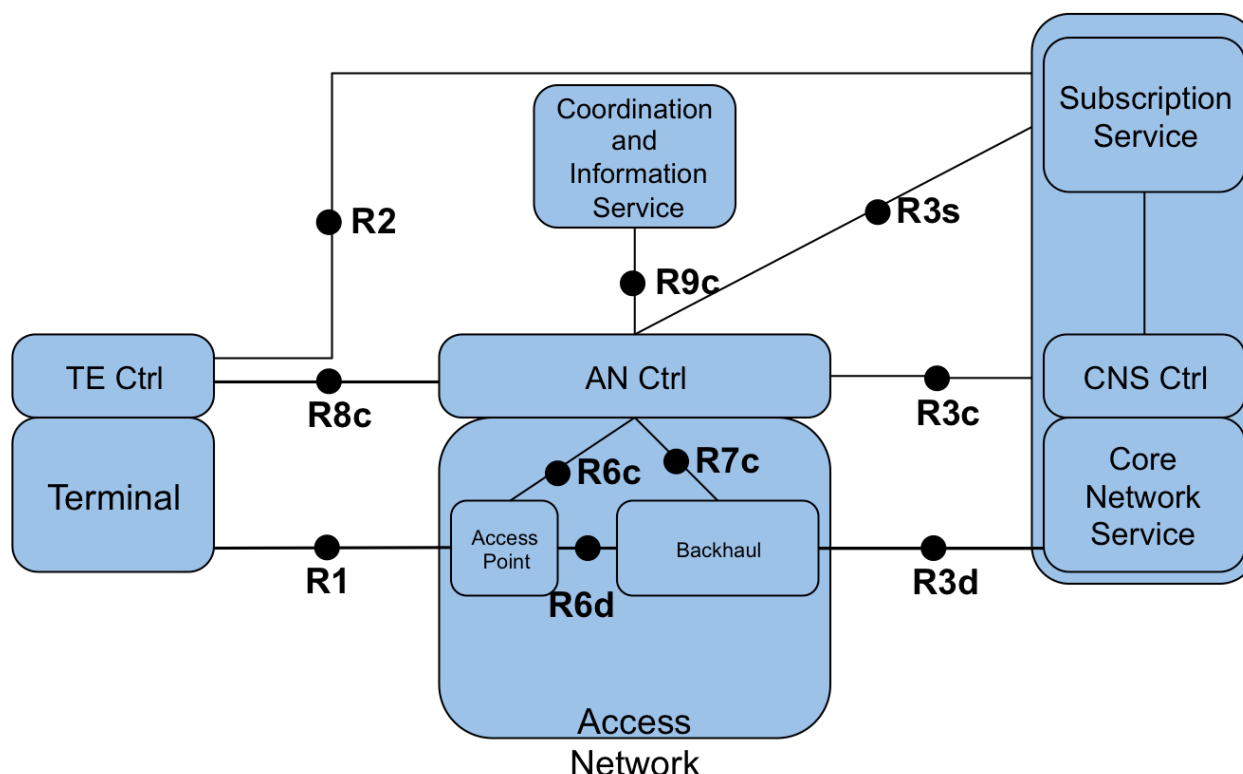 Subscription
Service
Coordination
and
Information
Service
R2
R3s
R9c
TE Ctrl
AN Ctrl
CNS Ctrl
R8c
R3c
R6c
R7c
Terminal
Core
Network
Service
Access
Point
Backhaul
R1
R6d
R3d
Access
Network